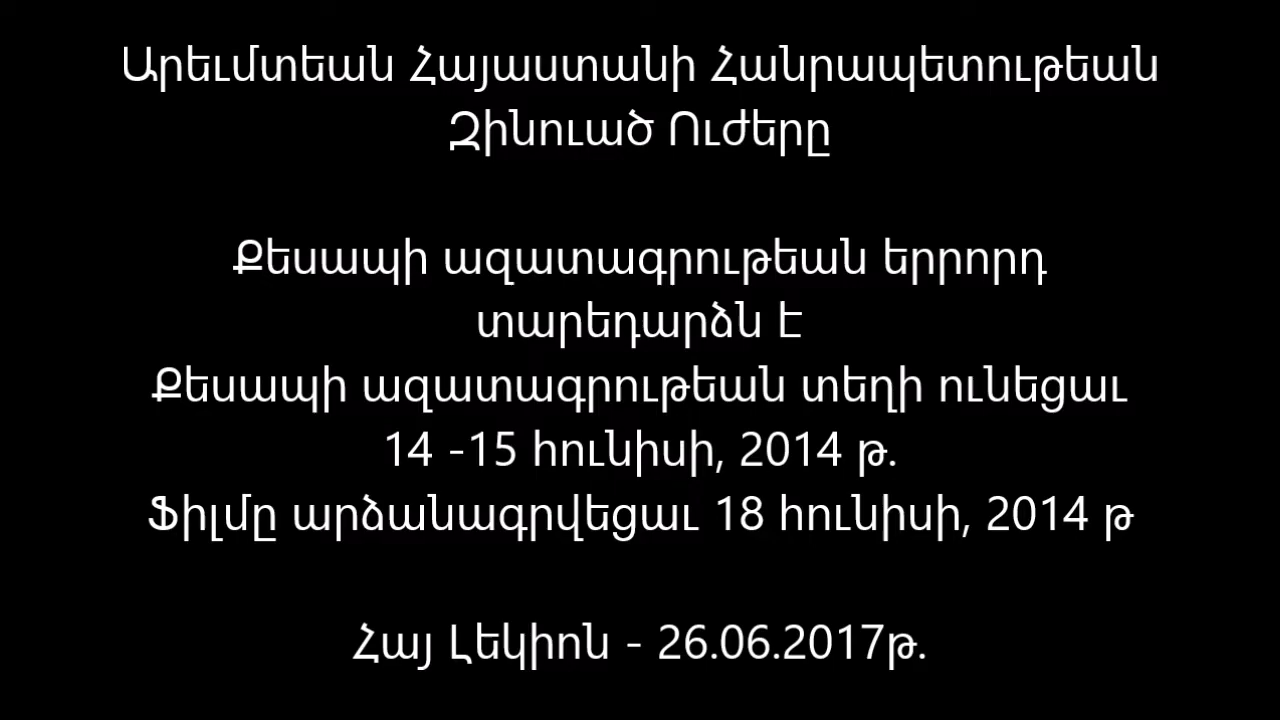 Արեւմտեան Հայաստանի Հանրապետութեան
Զինուած Ուժերը
Քեսապի ազատագրութեան երրորդ
տարեդարձն է
Քեսապի ազատագրութեան տեղի ունեցաւ
14 -15 հունիսի, 2014 թ.
Ֆիլմը արձանագրվեցաւ 18 հունիսի, 2014 թ
Հայ Լեկիոն - 26.06.2017թ.